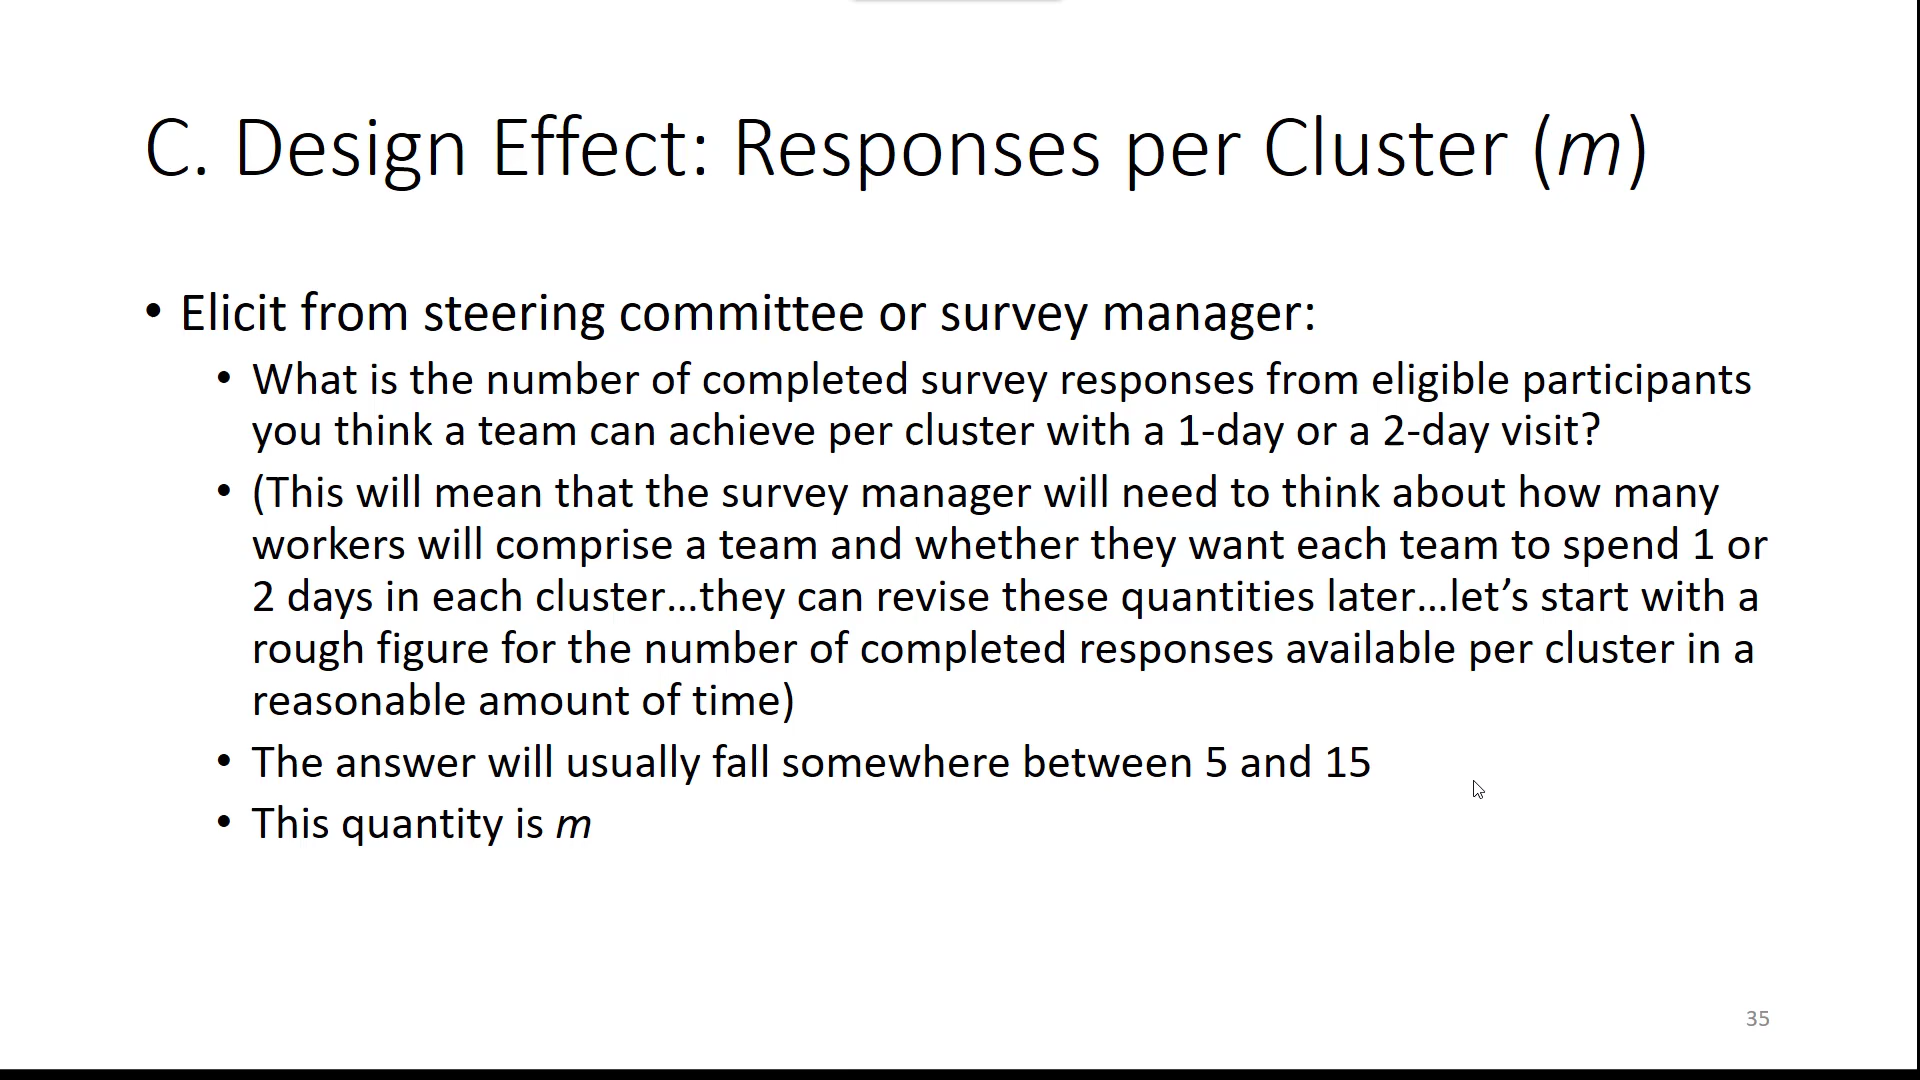 C. Design Effect: Responses per Cluster (m)
• Elicit from steering committee or survey manager:
• What is the number of completed survey responses from eligible participants
you think a team can achieve per cluster with a 1-day or a 2-day visit?
• (This will mean that the survey manager will need to think about how many
workers will comprise a team and whether they want each team to spend 1 or
2 days in each cluster…they can revise these quantities later…let’s start with a
rough figure for the number of completed responses available per cluster in a
reasonable amount of time)
• The answer will usually fall somewhere between 5 and 15
• This quantity is m
35